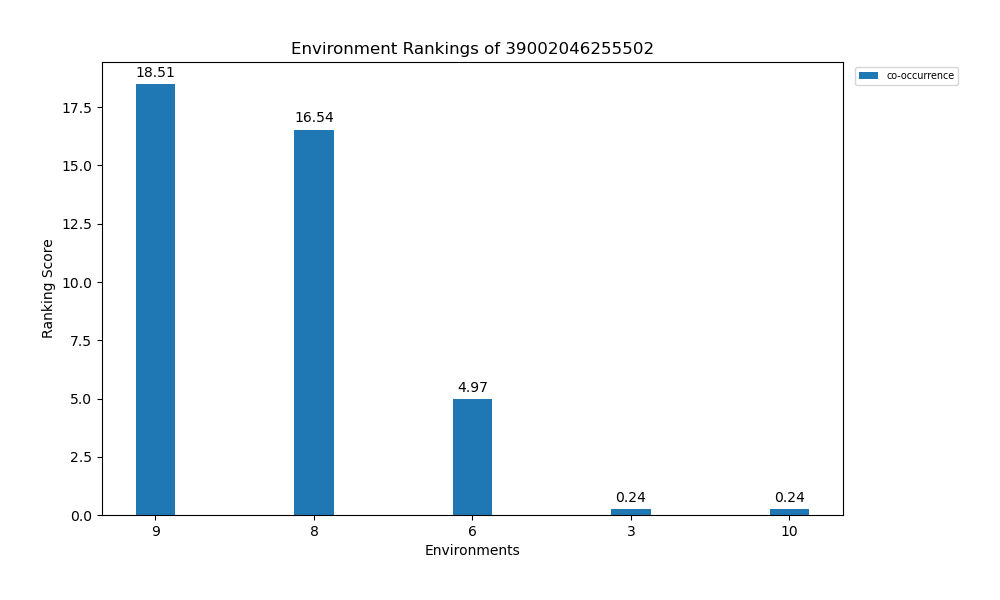 Environment Rankings of 39002046255502
co-occurrence
18.51
16.54
4.97
0.24
0.24
17.5
15.0
12.5
10.0
7.5
5.0
2.5
0.0
Ranking Score
9 8 6 3 10
Environments